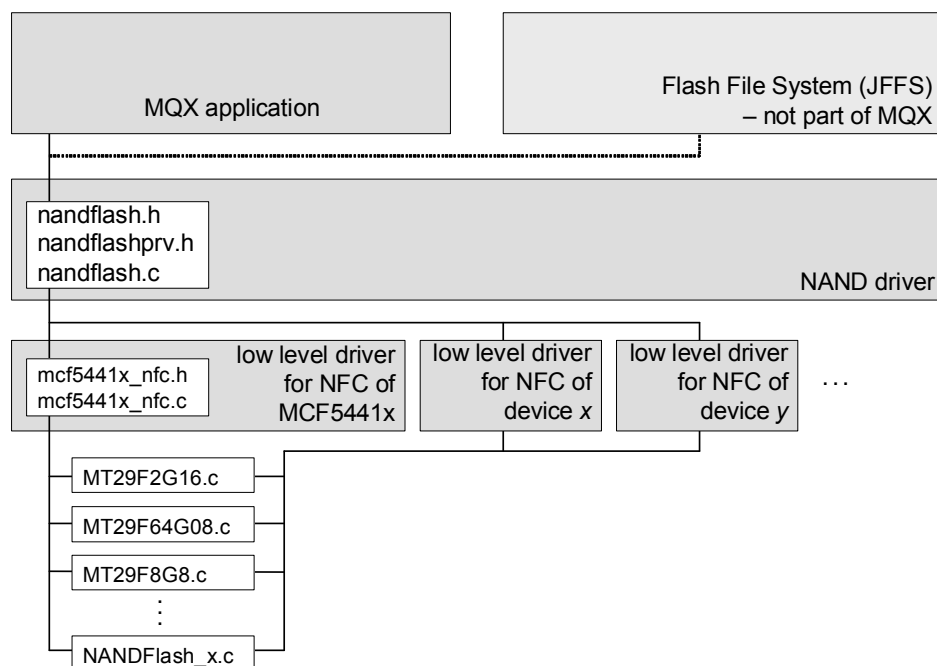 MQX application
Flash File System (JFFS)
– not part of MQX
nandflash.h
nandflashprv.h
nandflash.c
NAND driver
mcf5441x_nfc.h
mcf5441x_nfc.c
low level driver
for NFC of
MCF5441x
low level driver
for NFC of
device x
low level driver
for NFC of
device y
...
MT29F2G16.c
MT29F64G08.c
MT29F8G8.c
NANDFlash_x.c